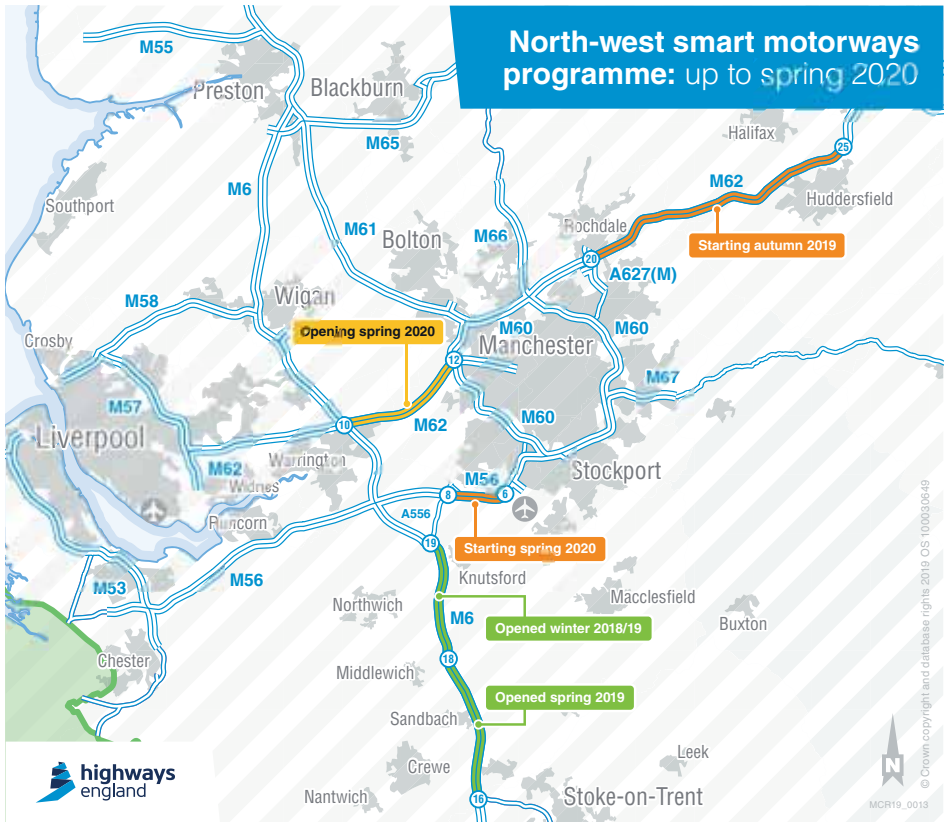 North-west smart motorways
programme: up to spring 2020
M55
Preston
Blackburn
M65
Halifax
25
M62
Huddersfield
M6
Southport
M61
Bolton
M66
Rochdale
Starting autumn 2019
20
A627(M)
M58
Wigan
Opening spring 2020
M60
M60
Crosby
Manchester
12
M67
M57
M60
Liverpool
10
M62
M62
Warrington
Widnes
Stockport
M56
8
6
Runcorn
A556
19
Starting spring 2020
M56
M53
Knutsford
Northwich
M6
Macclesfield
Opened winter 2018/19
Buxton
Chester
18
Middlewich
Opened spring 2019
Sandbach
Leek
Crewe
N
highways
england
Nantwich
16
Stoke-on-Trent
MCR19_0013
© Crown copyright and database rights 2019 OS 100030649